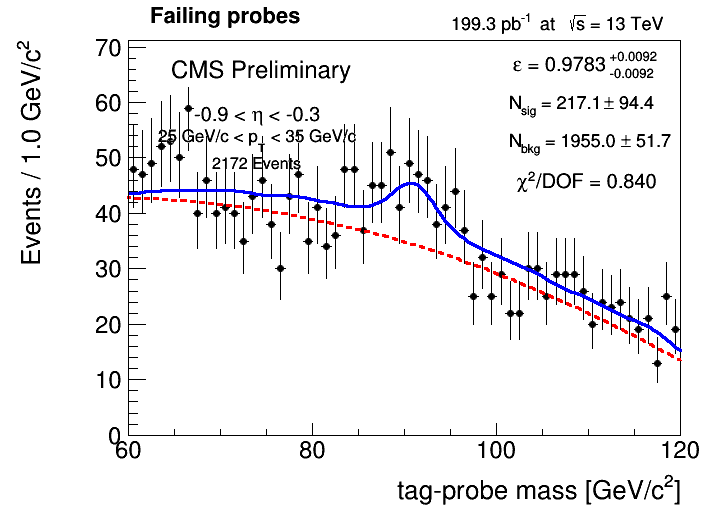 Failing probes
199.3 pb⁻¹ at √s = 13 TeV
CMS Preliminary
-0.9 < η < -0.3
25 GeV/c < p_T < 35 GeV/c
2172 Events
ε = 0.9783 +0.0092 -0.0092
N_sig = 217.1 ± 94.4
N_bkg = 1955.0 ± 51.7
χ²/DOF = 0.840
Events / 1.0 GeV/c²
70
60
50
40
30
20
10
0
60 80 100 120
tag-probe mass [GeV/c²]